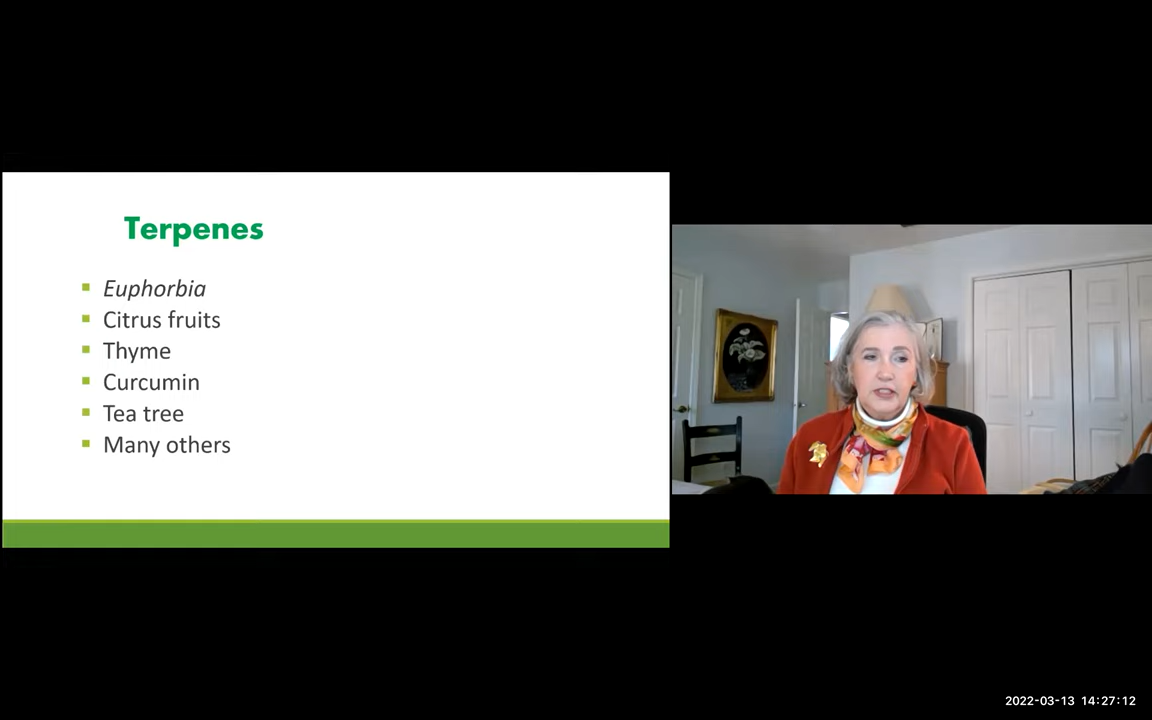 Terpenes
▪ Euphorbia
▪ Citrus fruits
▪ Thyme
▪ Curcumin
▪ Tea tree
▪ Many others
2022-03-13 14:27:12